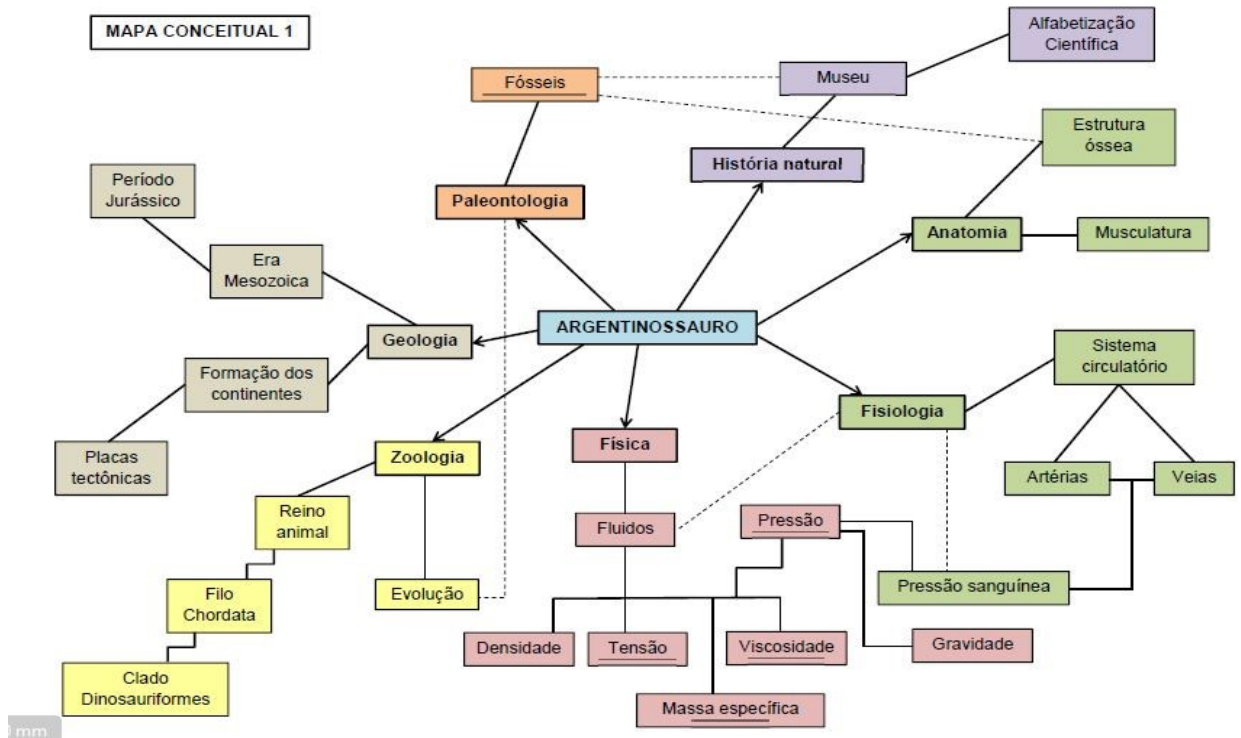 MAPA CONCEITUAL 1
Alfabetização
Científica
Fósseis
Museu
Estrutura
óssea
História natural
Período
Jurássico
Paleontologia
Anatomia
Musculatura
Era
Mesozoica
ARGENTINOSSAURO
Geologia
Sistema
circulatório
Formação dos
continentes
Fisiologia
Física
Placas
tectônicas
Zoologia
Artérias
Veias
Reino
animal
Fluidos
Pressão
Filo
Chordata
Evolução
Pressão sanguínea
Densidade
Tensão
Viscosidade
Gravidade
Clado
Dinosauriformes
Massa específica
mm